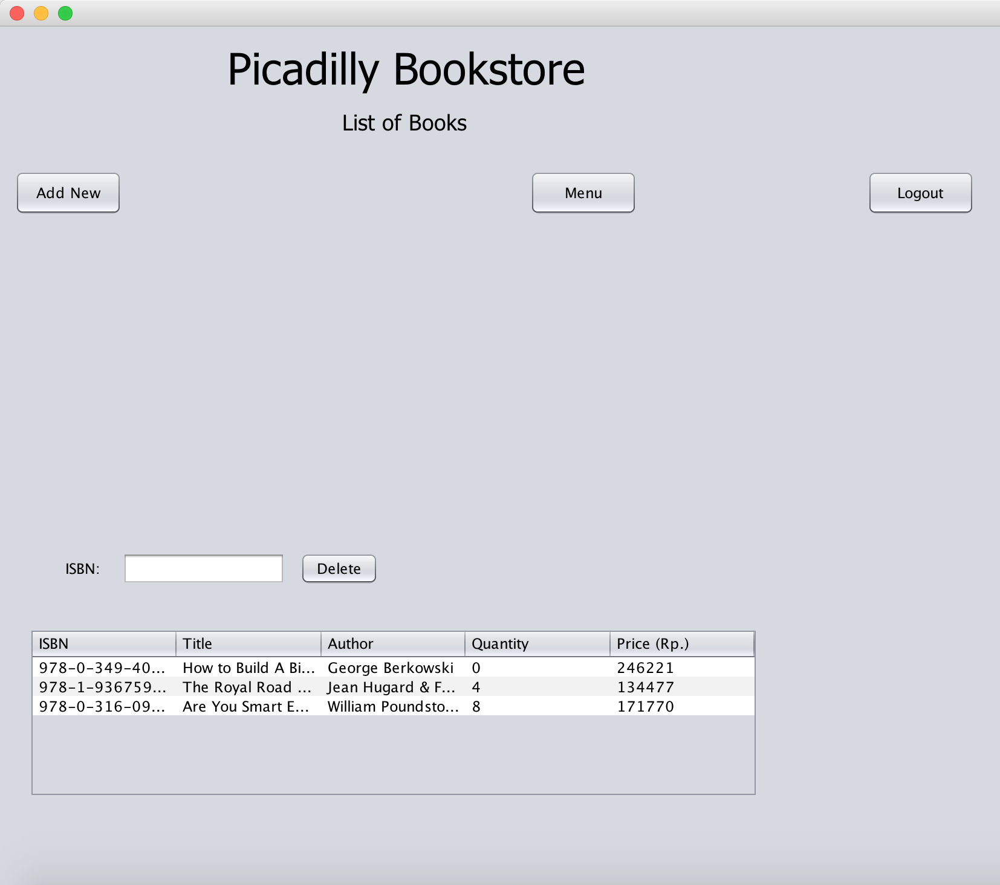 Picadilly Bookstore
List of Books
Add New Menu Logout
ISBN: Delete
ISBN Title Author Quantity Price (Rp.)
978-0-349-40... How to Build A Bi... George Berkowski 0 246221
978-1-936759... The Royal Road ... Jean Hugard & F... 4 134477
978-0-316-09... Are You Smart E... William Poundsto... 8 171770